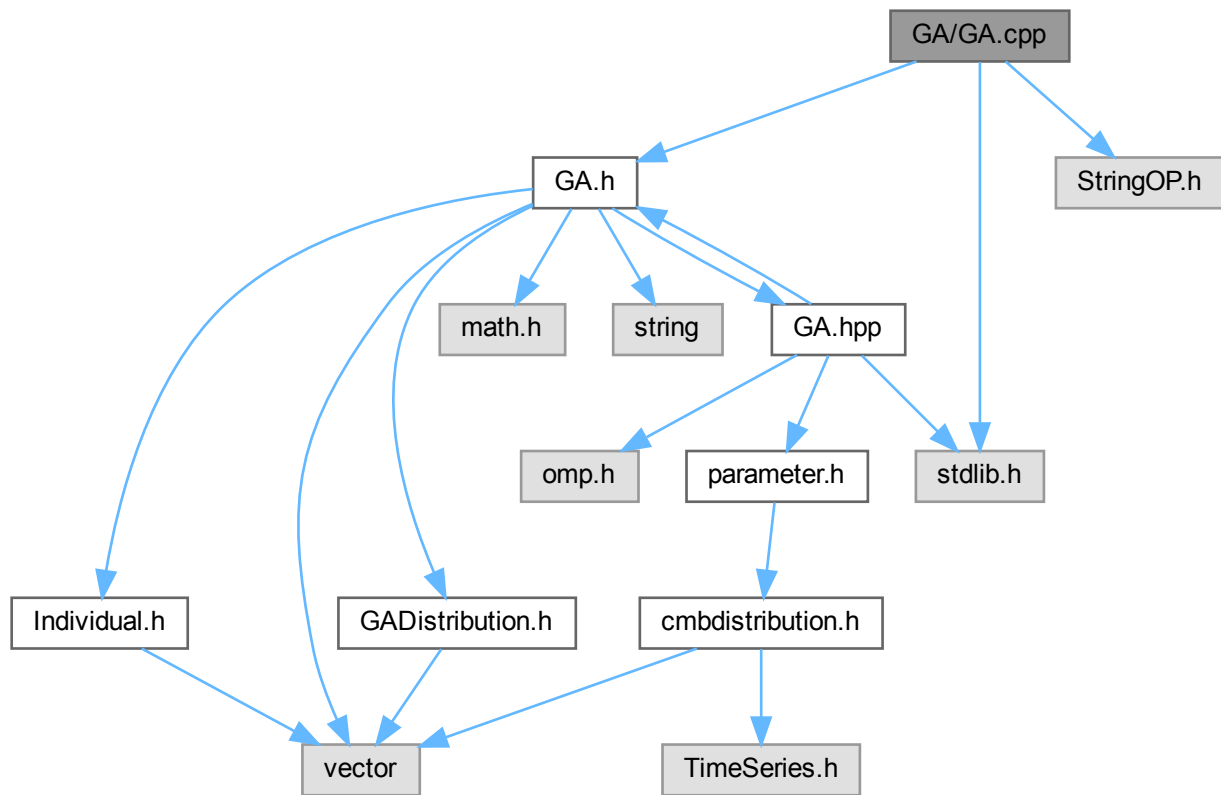 GA/GA.cpp
GA.h
StringOP.h
math.h
string
GA.hpp
omp.h
parameter.h
stdlib.h
Individual.h
GADistribution.h
cmbdistribution.h
vector
TimeSeries.h